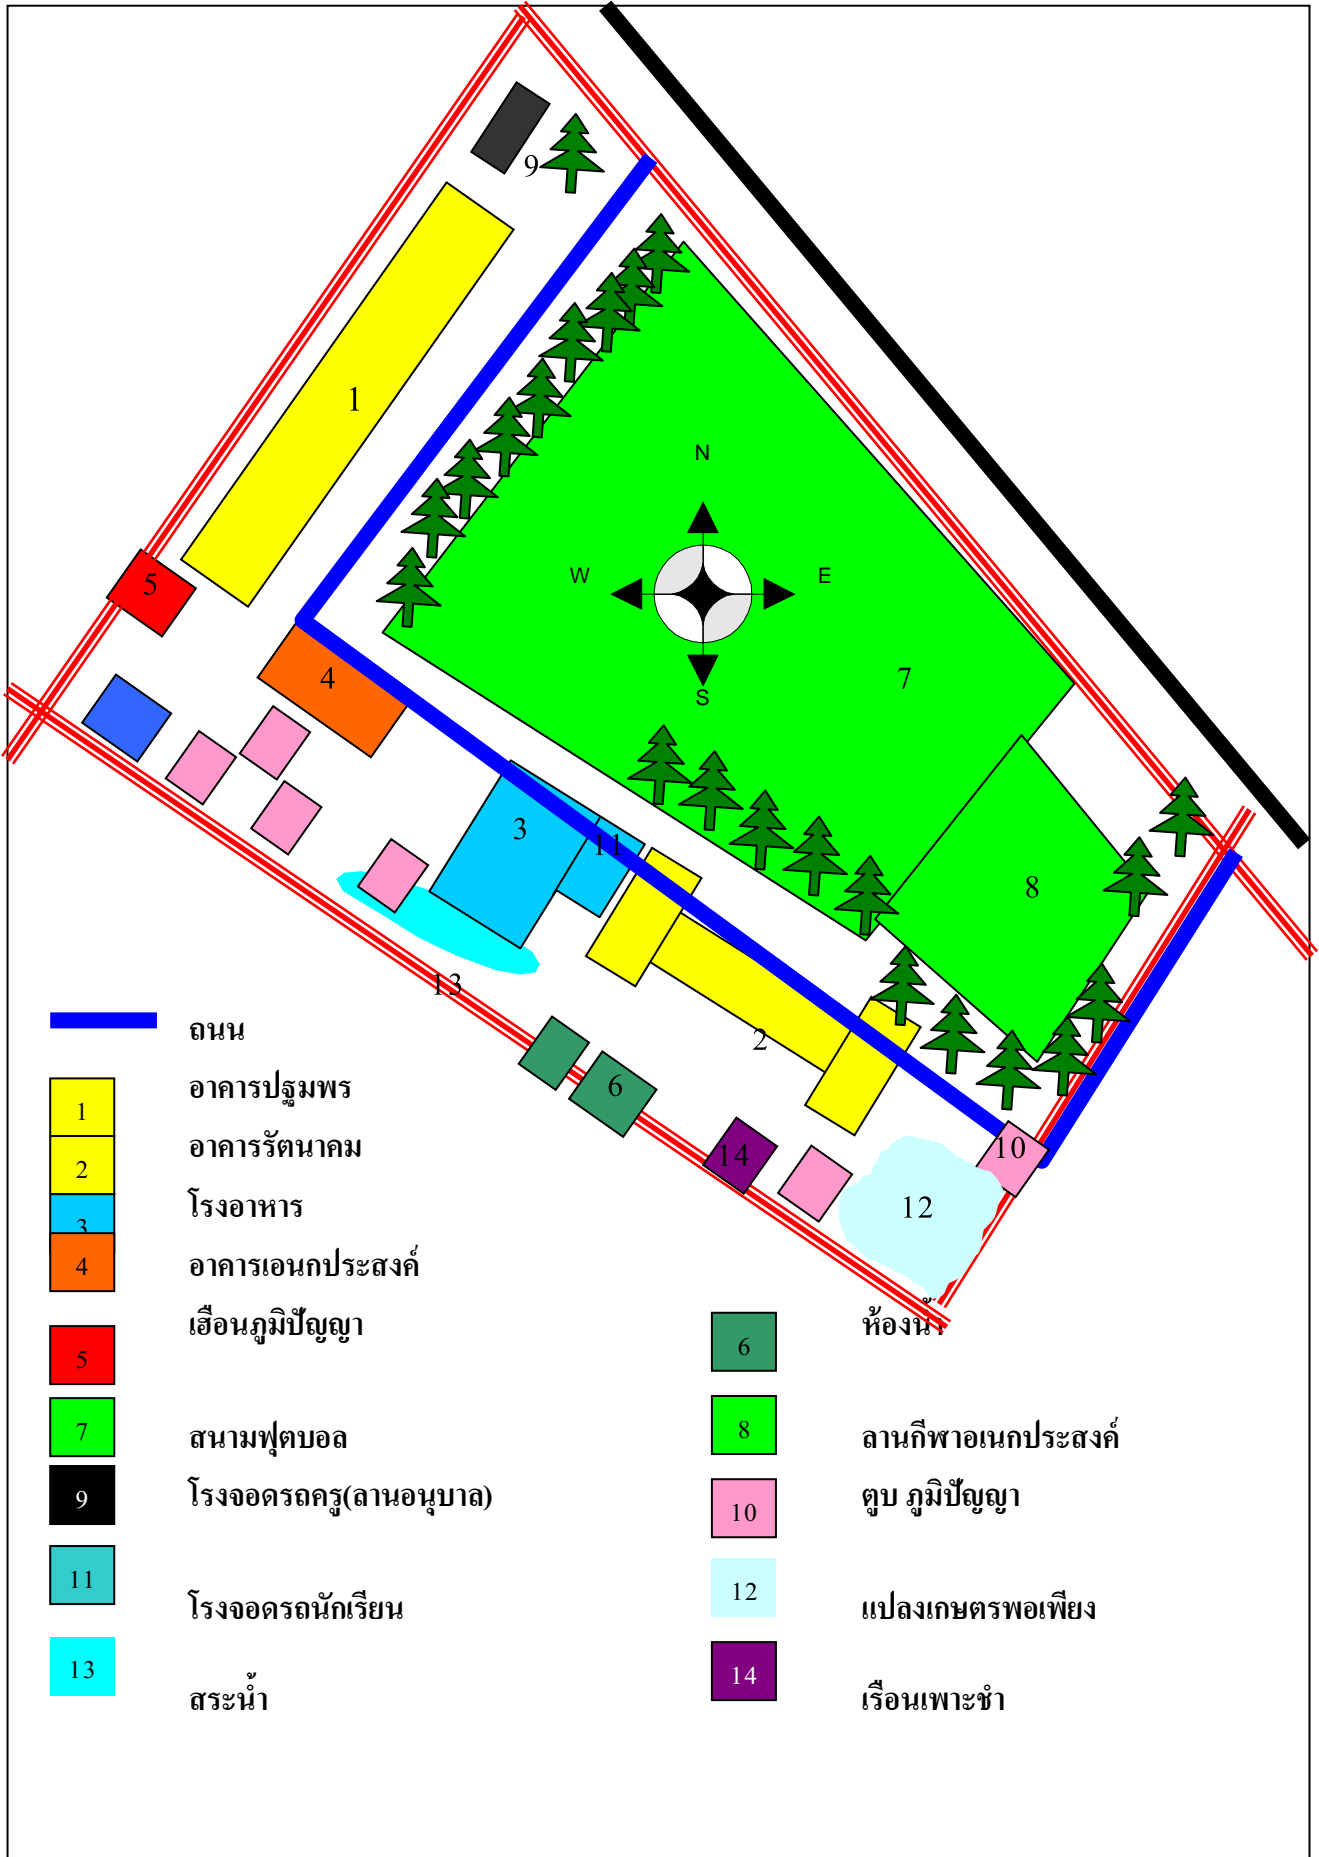 9
1
N
W E
5
4
7
S
3
11
8
13
2
6
14
10
12
ถนน
1 อาคารปฐมพร
2 อาคารรัตนาคม
3 โรงอาหาร
4 อาคารเอนกประสงค์
5 เฮือนภูมิปัญญา
6 ห้องน้ำ
7 สนามฟุตบอล
8 ลานกีฬาอเนกประสงค์
9 โรงจอดรถครู(ลานอนุบาล)
10 ตูบ ภูมิปัญญา
11 โรงจอดรถนักเรียน
12 แปลงเกษตรพอเพียง
13 สระน้ำ
14 เรือนเพาะชำ